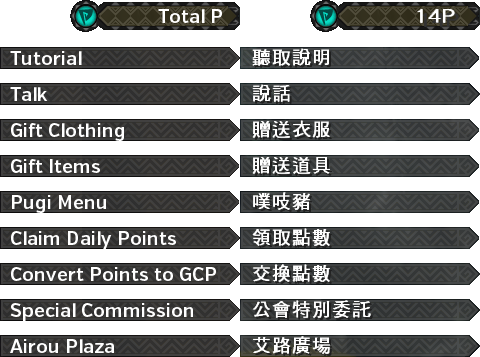 Total P 14P
Tutorial 聽取說明
Talk 說話
Gift Clothing 贈送衣服
Gift Items 贈送道具
Pugi Menu 噗吱豬
Claim Daily Points 領取點數
Convert Points to GCP 交換點數
Special Commission 公會特別委託
Airou Plaza 艾路廣場